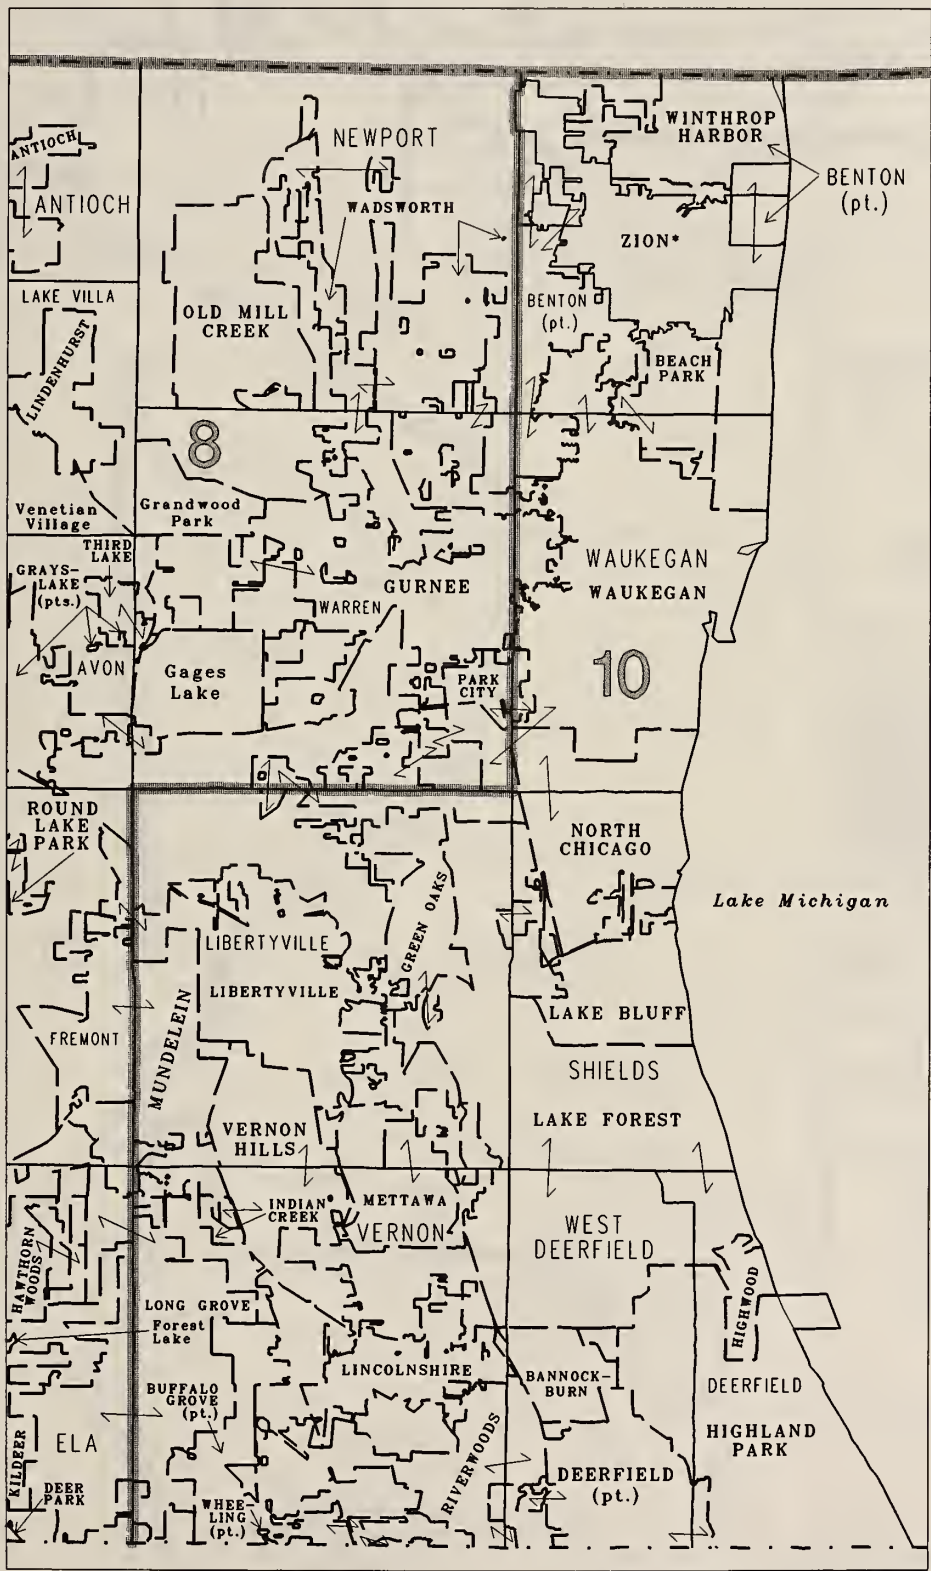 NEWPORT
WINTHROP
HARBOR
ANTIOCH
ANTIOCH
BENTON
(pt.)
WADSWORTH
ZION*
LAKE VILLA
OLD MILL
CREEK
BENTON
(pt.)
LINDENHURST
BEACH
PARK
8
Venetian
Village
Grandwood
Park
THIRD
LAKE
GRAYS-
LAKE
(pts.)
WAUKEGAN
WAUKEGAN
GURNEE
WARREN
AVON
Gages
Lake
PARK
CITY
10
ROUND
LAKE
PARK
NORTH
CHICAGO
Lake Michigan
GREEN OAKS
LIBERTYVILLE
LIBERTYVILLE
LAKE BLUFF
FREMONT
MUNDELEIN
SHIELDS
LAKE FOREST
VERNON
HILLS
INDIAN
CREEK
METTAWA
VERNON
WEST
DEERFIELD
HAWTHORN
WOODS
HIGHWOOD
LONG GROVE
Forest
Lake
LINCOLNSHIRE
BANNOCK-
BURN
DEERFIELD
BUFFALO
GROVE
(pt.)
HIGHLAND
PARK
ELA
KILDEER
RIVERWOODS
DEERFIELD
(pt.)
DEER
PARK
WHEE-
LING
(pt.)